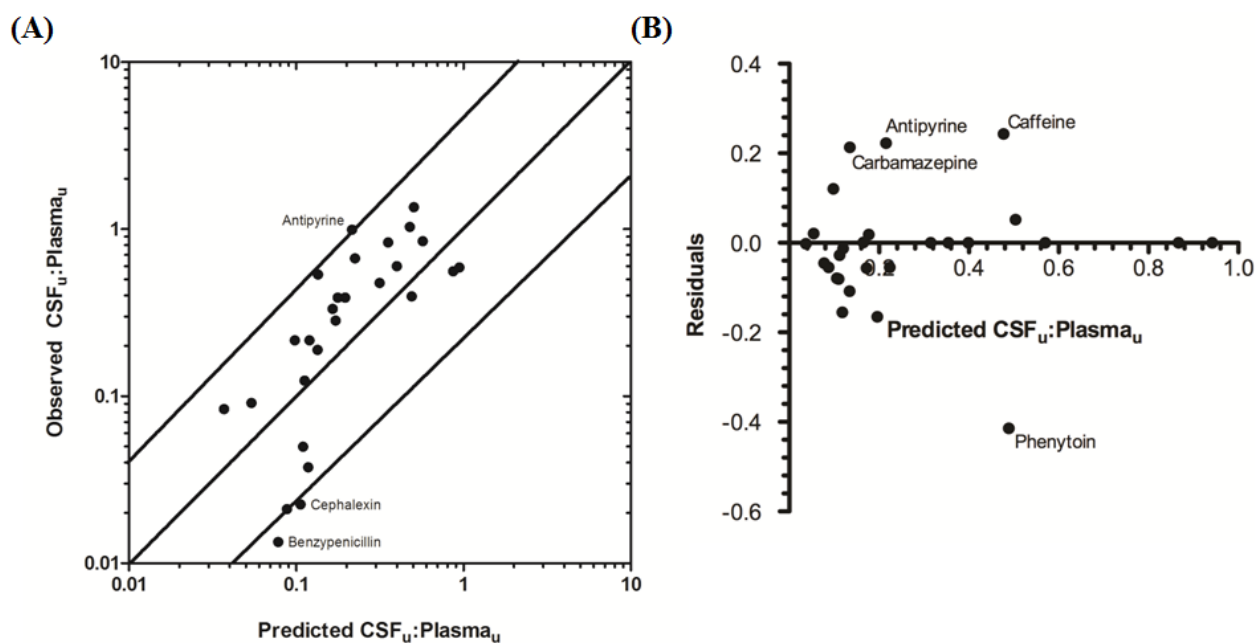 (A)
10
1
0.1
0.01
Observed CSFu:Plasmau
Antipyrine
Cephalexin
Benzypenicillin
0.01
0.1
1
10
Predicted CSFu:Plasmau
(B)
0.4
0.2
0.0
-0.2
-0.4
-0.6
Residuals
Antipyrine
Caffeine
Carbamazepine
0.2
0.4
0.6
0.8
1.0
Predicted CSFu:Plasmau
Phenytoin